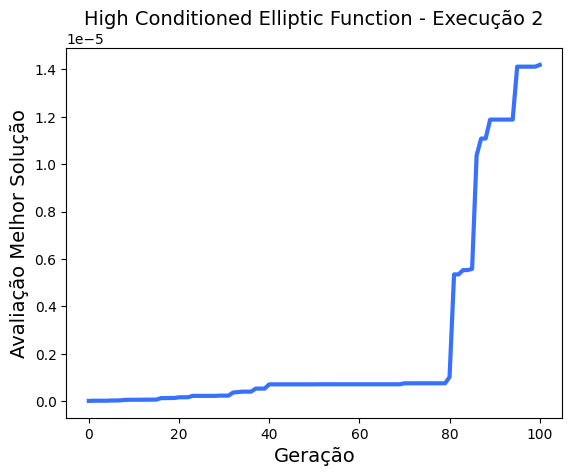 High Conditioned Elliptic Function - Execução 2
1e−5
1.4
1.2
1.0
0.8
0.6
0.4
0.2
0.0
Avaliação Melhor Solução
0 20 40 60 80 100
Geração